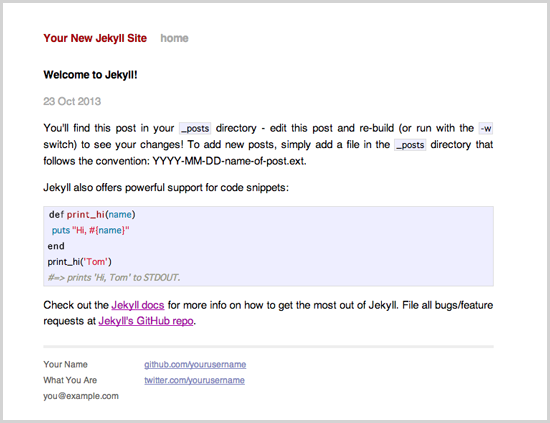 Your New Jekyll Site home
Welcome to Jekyll!
23 Oct 2013
You'll find this post in your _posts directory - edit this post and re-build (or run with the -w
switch) to see your changes! To add new posts, simply add a file in the _posts directory that
follows the convention: YYYY-MM-DD-name-of-post.ext.
Jekyll also offers powerful support for code snippets:
def print_hi(name)
puts "Hi, #{name}"
end
print_hi('Tom')
#=> prints 'Hi, Tom' to STDOUT.
Check out the Jekyll docs for more info on how to get the most out of Jekyll. File all bugs/feature
requests at Jekyll's GitHub repo.
Your Name github.com/yourusername
What You Are twitter.com/yourusername
you@example.com